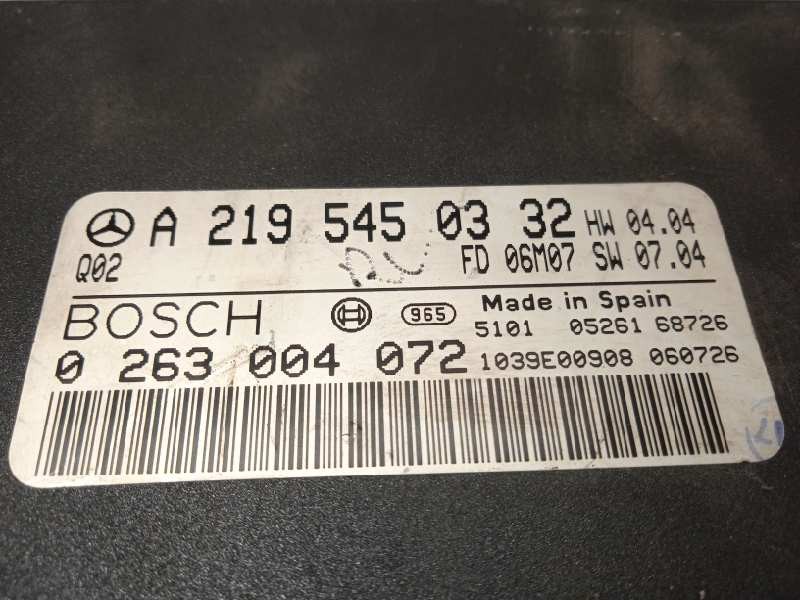 A 219 545 03 32 HW 04.04
Q02 FD 06M07 SW 07.04
BOSCH 965 Made in Spain
5101 05261 68726
0 263 004 072 1039E00908 060726